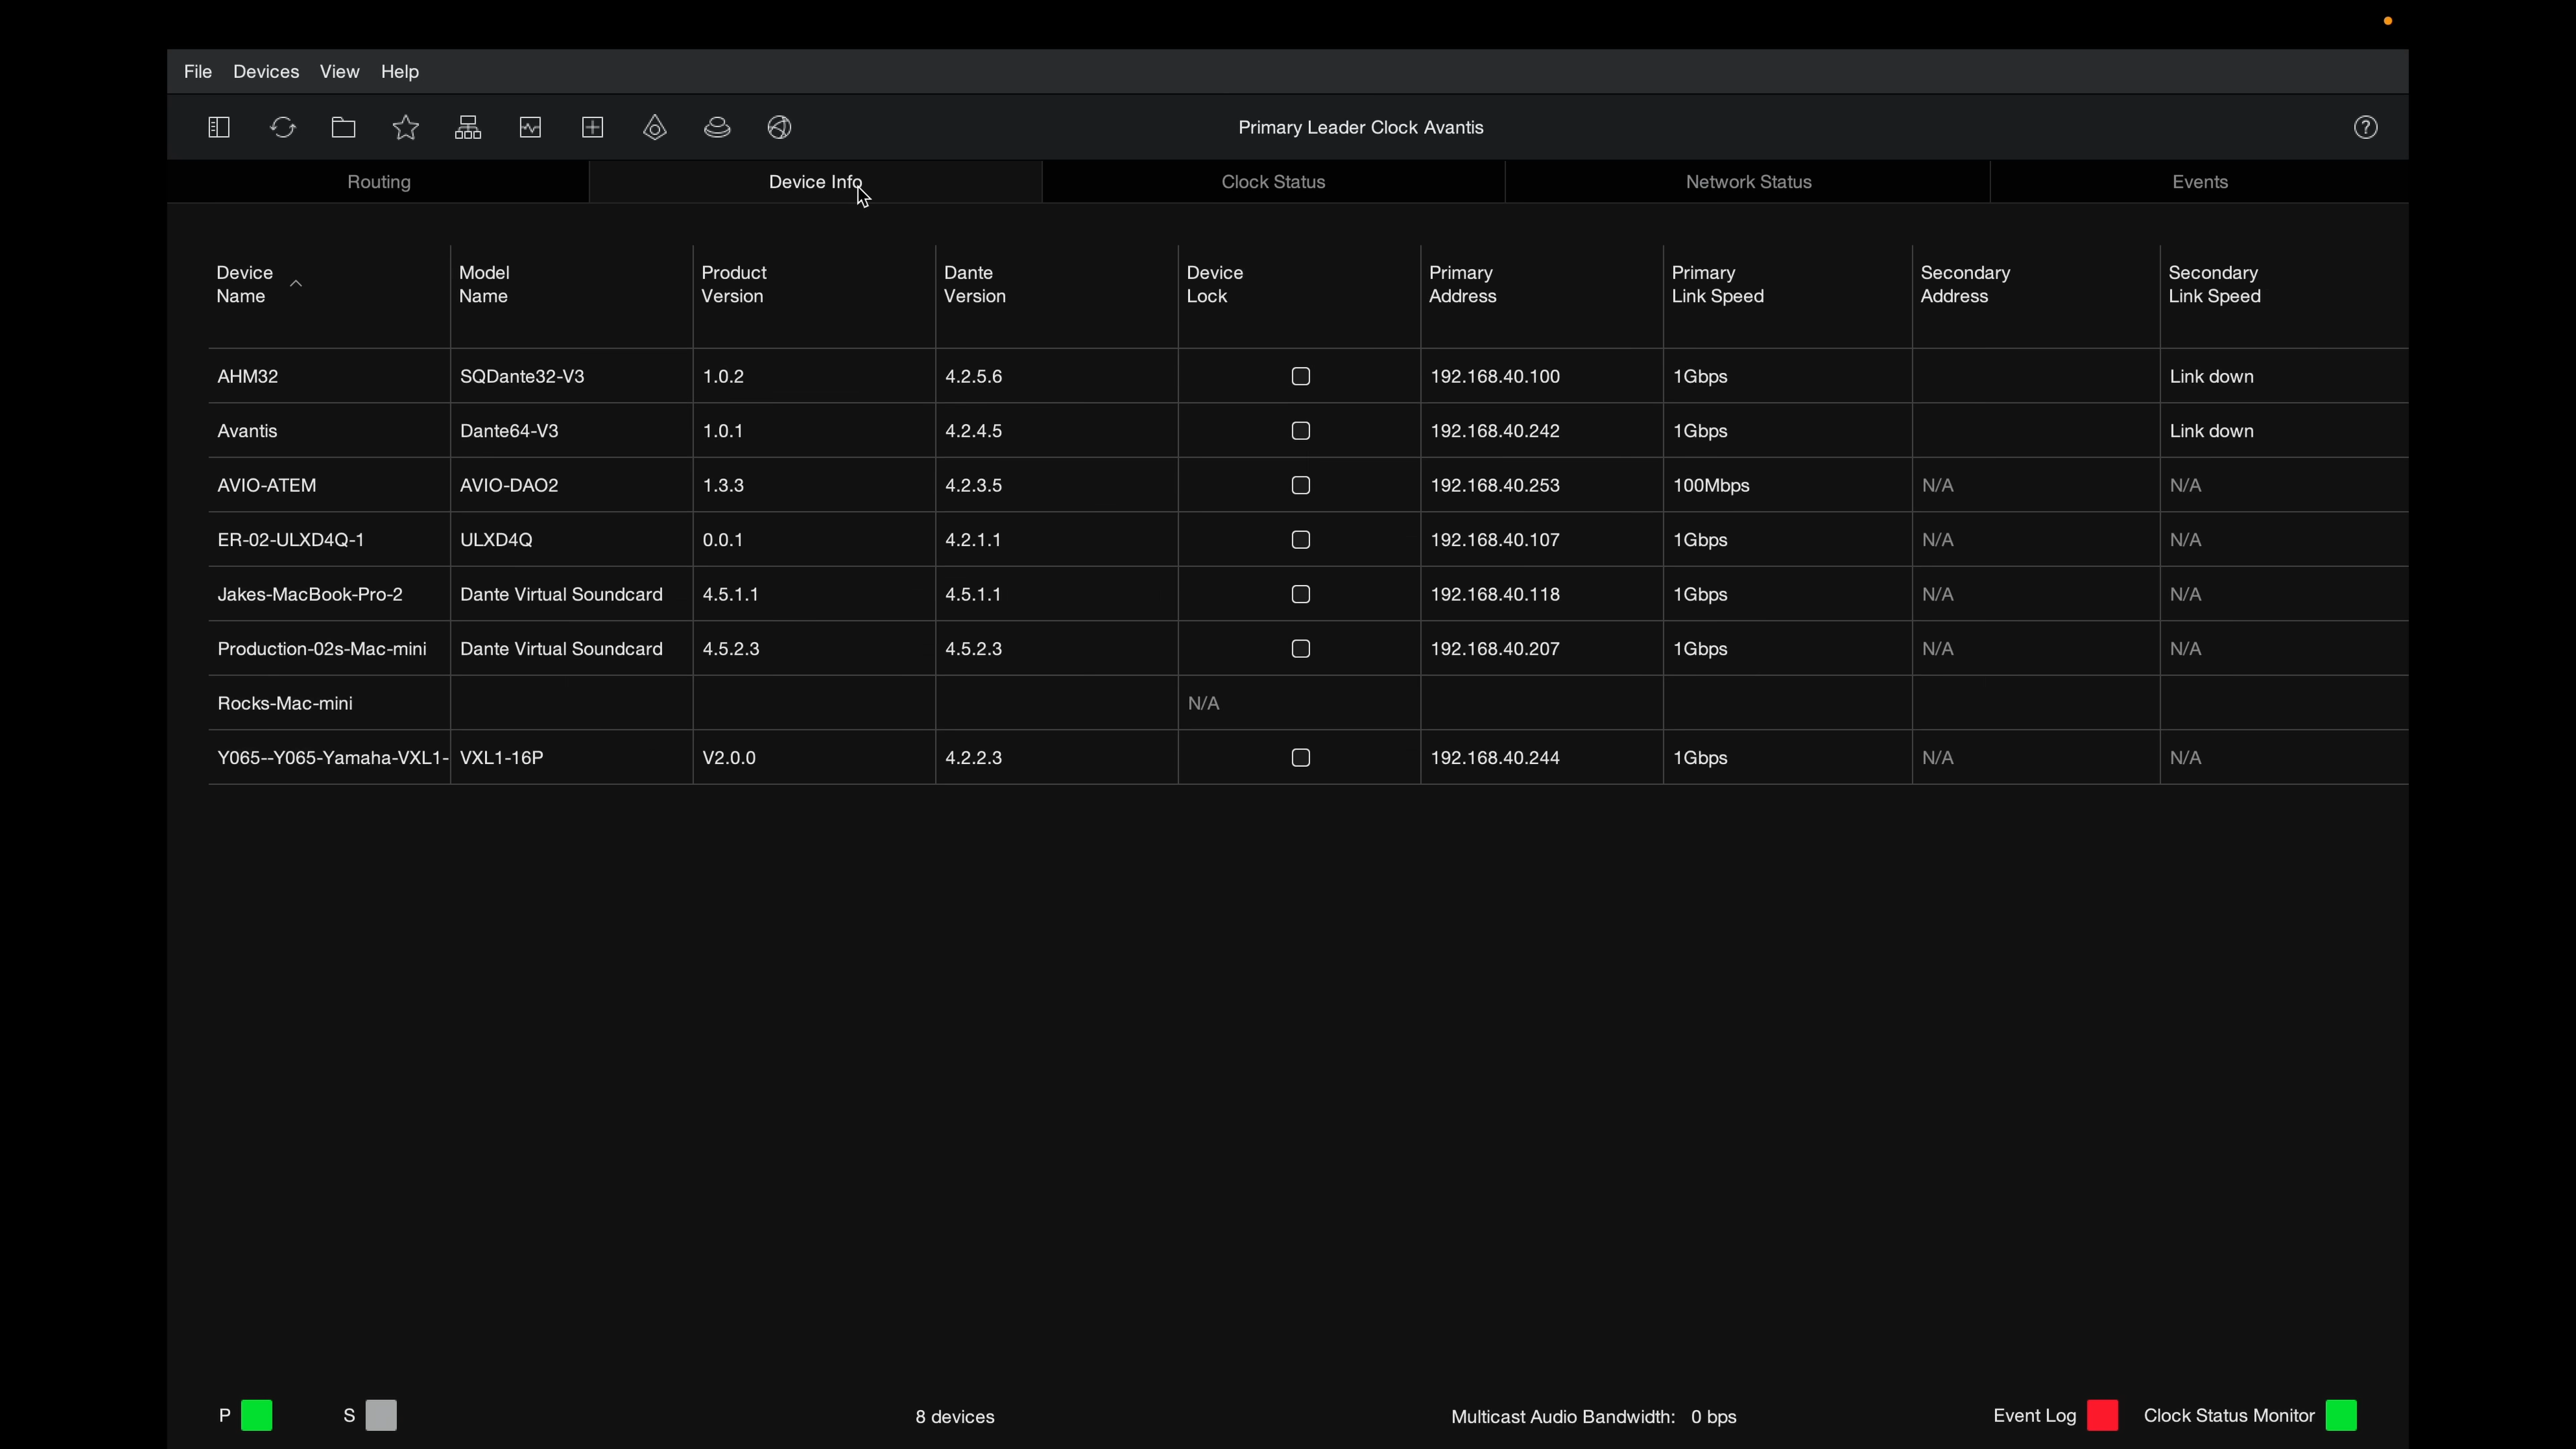 File Devices View Help
Primary Leader Clock Avantis
Routing Device Info Clock Status Network Status Events
Device Name Model Name Product Version Dante Version Device Lock Primary Address Primary Link Speed Secondary Address Secondary Link Speed
AHM32 SQDante32-V3 1.0.2 4.2.5.6 192.168.40.100 1Gbps Link down
Avantis Dante64-V3 1.0.1 4.2.4.5 192.168.40.242 1Gbps Link down
AVIO-ATEM AVIO-DAO2 1.3.3 4.2.3.5 192.168.40.253 100Mbps N/A N/A
ER-02-ULXD4Q-1 ULXD4Q 0.0.1 4.2.1.1 192.168.40.107 1Gbps N/A N/A
Jakes-MacBook-Pro-2 Dante Virtual Soundcard 4.5.1.1 4.5.1.1 192.168.40.118 1Gbps N/A N/A
Production-02s-Mac-mini Dante Virtual Soundcard 4.5.2.3 4.5.2.3 192.168.40.207 1Gbps N/A N/A
Rocks-Mac-mini N/A
Y065--Y065-Yamaha-VXL1- VXL1-16P V2.0.0 4.2.2.3 192.168.40.244 1Gbps N/A N/A
P S 8 devices Multicast Audio Bandwidth: 0 bps Event Log Clock Status Monitor